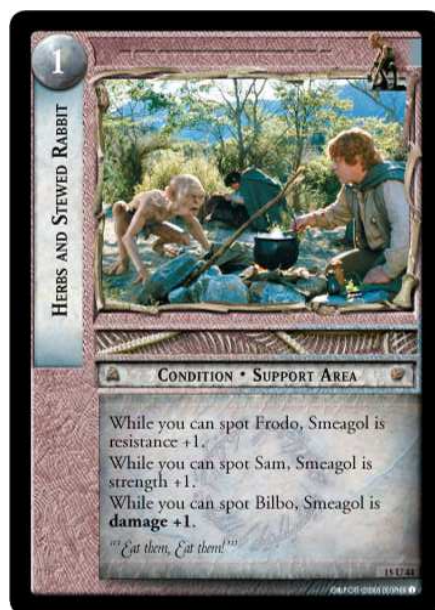 1
HERBS AND STEWED RABBIT
CONDITION • SUPPORT AREA
While you can spot Frodo, Smeagol is
resistance +1.
While you can spot Sam, Smeagol is
strength +1.
While you can spot Bilbo, Smeagol is
damage +1.
"'Eat them, Eat them!'"
15 U 44